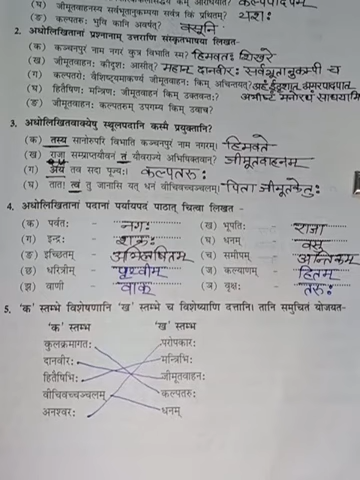 (घ) जीमूतवाहनस्य सर्वभूतानुकम्पया सर्वत्र किं प्रथितम्? यशः
(ङ) कल्पतरुः भुवि कानि अवर्षत्? वसूनि
2. अधोलिखितानां प्रश्नानाम् उत्तराणि संस्कृतभाषया लिखत-
(क) कञ्चनपुरं नाम नगरं कुत्र विभाति स्म? हिमवतः शिखरे
(ख) जीमूतवाहनः कीदृशः आसीत्? महान् दानवीरः सर्वभूतानुकम्पी च
(ग) कल्पतरोः वैशिष्ट्यमाकर्ण्य जीमूतवाहनः किम् अचिन्तयत्?
(घ) हितैषिणः मन्त्रिणः जीमूतवाहनं किम् उक्तवन्तः?
(ङ) जीमूतवाहनः कल्पतरुम् उपगम्य किम् उवाच?
3. अधोलिखितवाक्येषु स्थूलपदानि कस्मै प्रयुक्तानि?
(क) तस्य सानोरुपरि विभाति कञ्चनपुरं नाम नगरम्। हिमवते
(ख) राजा सम्प्राप्तयौवनं तं यौवराज्ये अभिषिक्तवान्? जीमूतवाहनम्
(ग) अयं तव सदा पूज्यः। कल्पतरुः
(घ) तात! त्वं तु जानासि यत् धनं वीचिवच्चञ्चलम्। पिता जीमूतकेतुः
4. अधोलिखितानां पदानां पर्यायपदं पाठात् चित्वा लिखत -
(क) पर्वतः - नगः (ख) भूपतिः - राजा
(ग) इन्द्रः - शक्रः (घ) धनम् - वसु
(ङ) इच्छितम् - अभिलषितम् (च) समीपम् - अन्तिकम्
(छ) धरित्रीम् - पृथ्वीम् (ज) कल्याणम् - हितम्
(झ) वाणी - वाक् (ञ) वृक्षः - तरुः
5. 'क' स्तम्भे विशेषणानि 'ख' स्तम्भे च विशेष्याणि दत्तानि। तानि समुचितं योजयत-
'क' स्तम्भ 'ख' स्तम्भ
कुलक्रमागतः परोपकारः
दानवीरः मन्त्रिभिः
हितैषिभिः जीमूतवाहनः
वीचिवच्चञ्चलम् कल्पतरुः
अनश्वरः धनम्